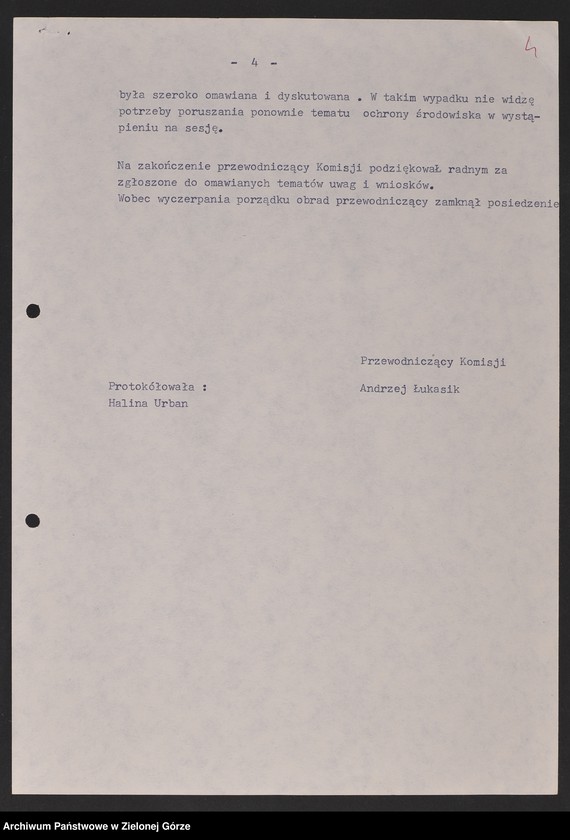 - 4 -
4
była szeroko omawiana i dyskutowana . W takim wypadku nie widzę
potrzeby poruszania ponownie tematu ochrony środowiska w wystą-
pieniu na sesję.
Na zakończenie przewodniczący Komisji podziękował radnym za
zgłoszone do omawianych tematów uwag i wniosków.
Wobec wyczerpania porządku obrad przewodniczący zamknął posiedzenie
Przewodniczący Komisji
Protokółowała :
Andrzej Łukasik
Halina Urban
Archiwum Państwowe w Zielonej Górze